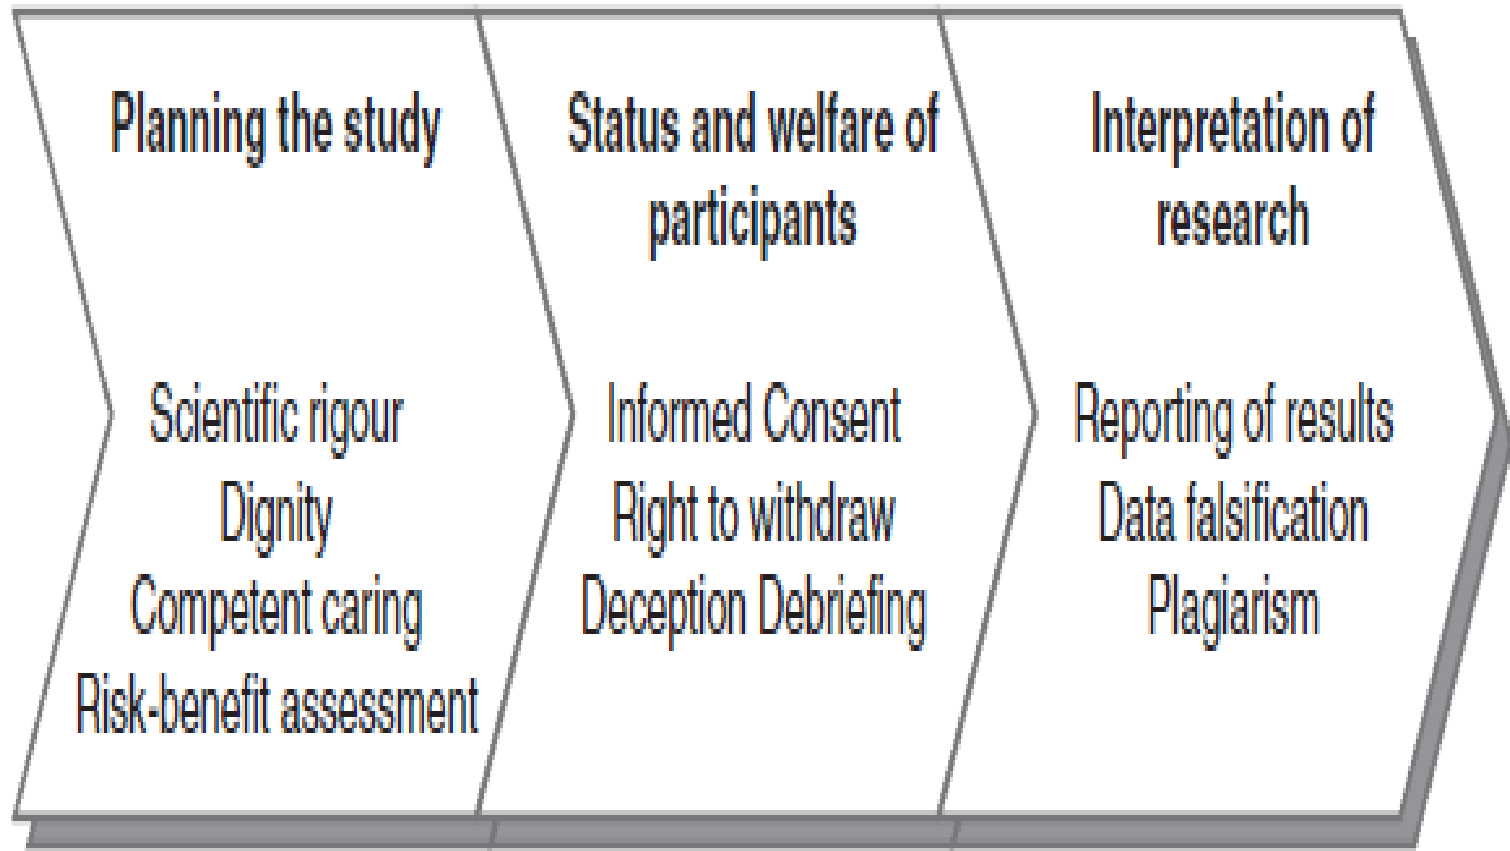 Planning the study
Scientific rigour
Dignity
Competent caring
Risk-benefit assessment
Status and welfare of
participants
Informed Consent
Right to withdraw
Deception Debriefing
Interpretation of
research
Reporting of results
Data falsification
Plagiarism